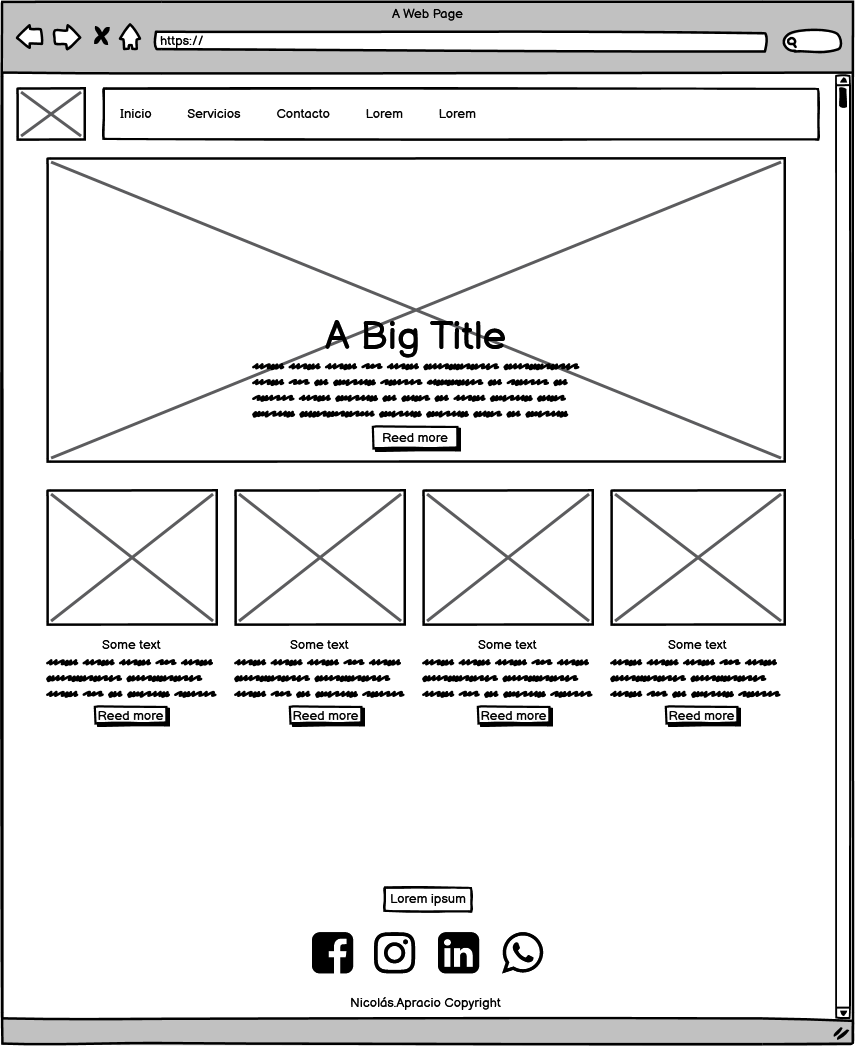 A Web Page
https://
Inicio Servicios Contacto Lorem Lorem
A Big Title
Reed more
Some text Some text Some text Some text
Reed more Reed more Reed more Reed more
Lorem ipsum
f in
Nicolás.Apracio Copyright